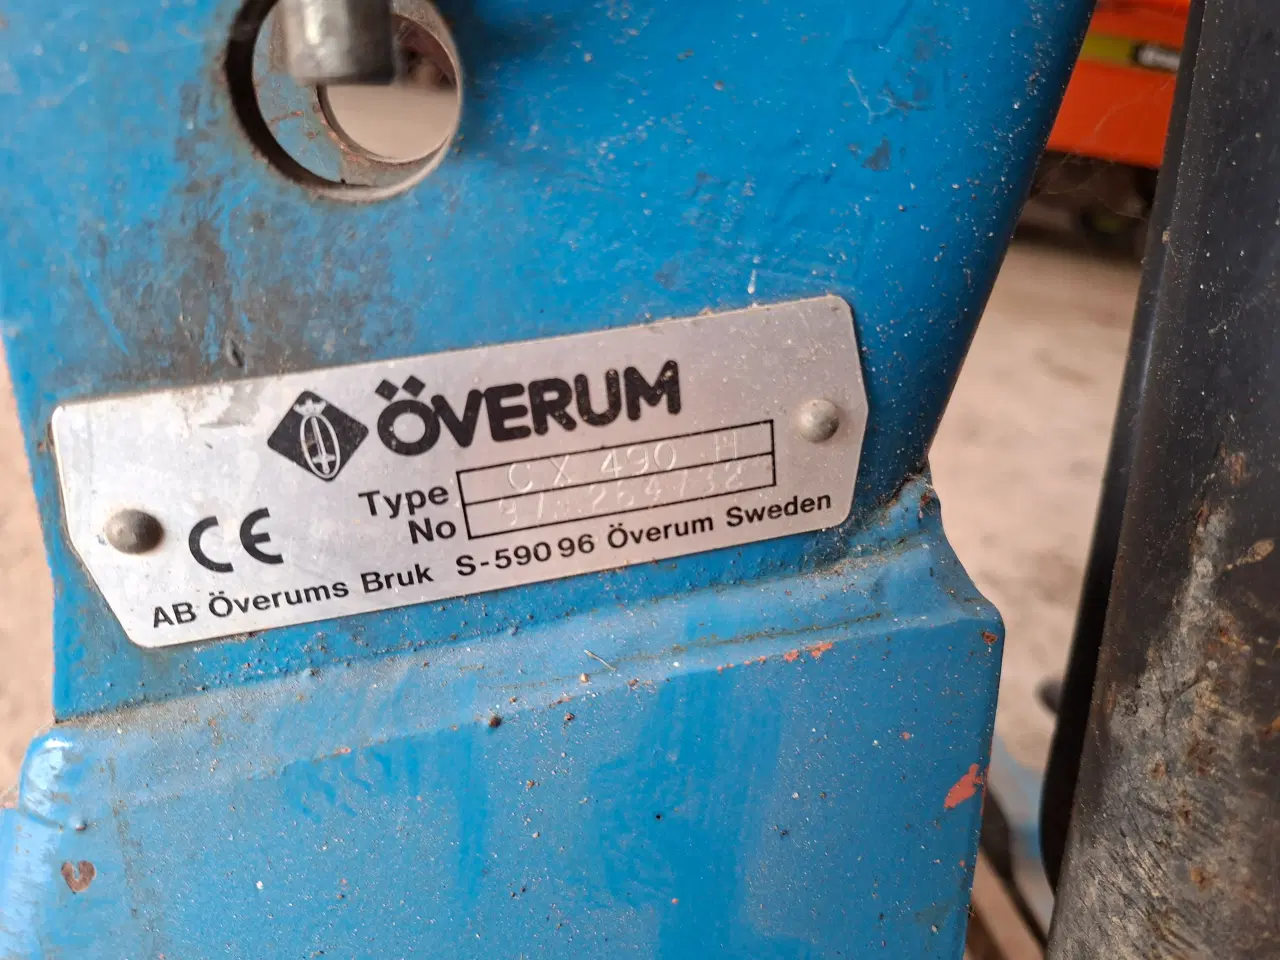 ÖVERUM
Type CX 490 H
No
CE
AB Överums Bruk S-590 96 Överum Sweden